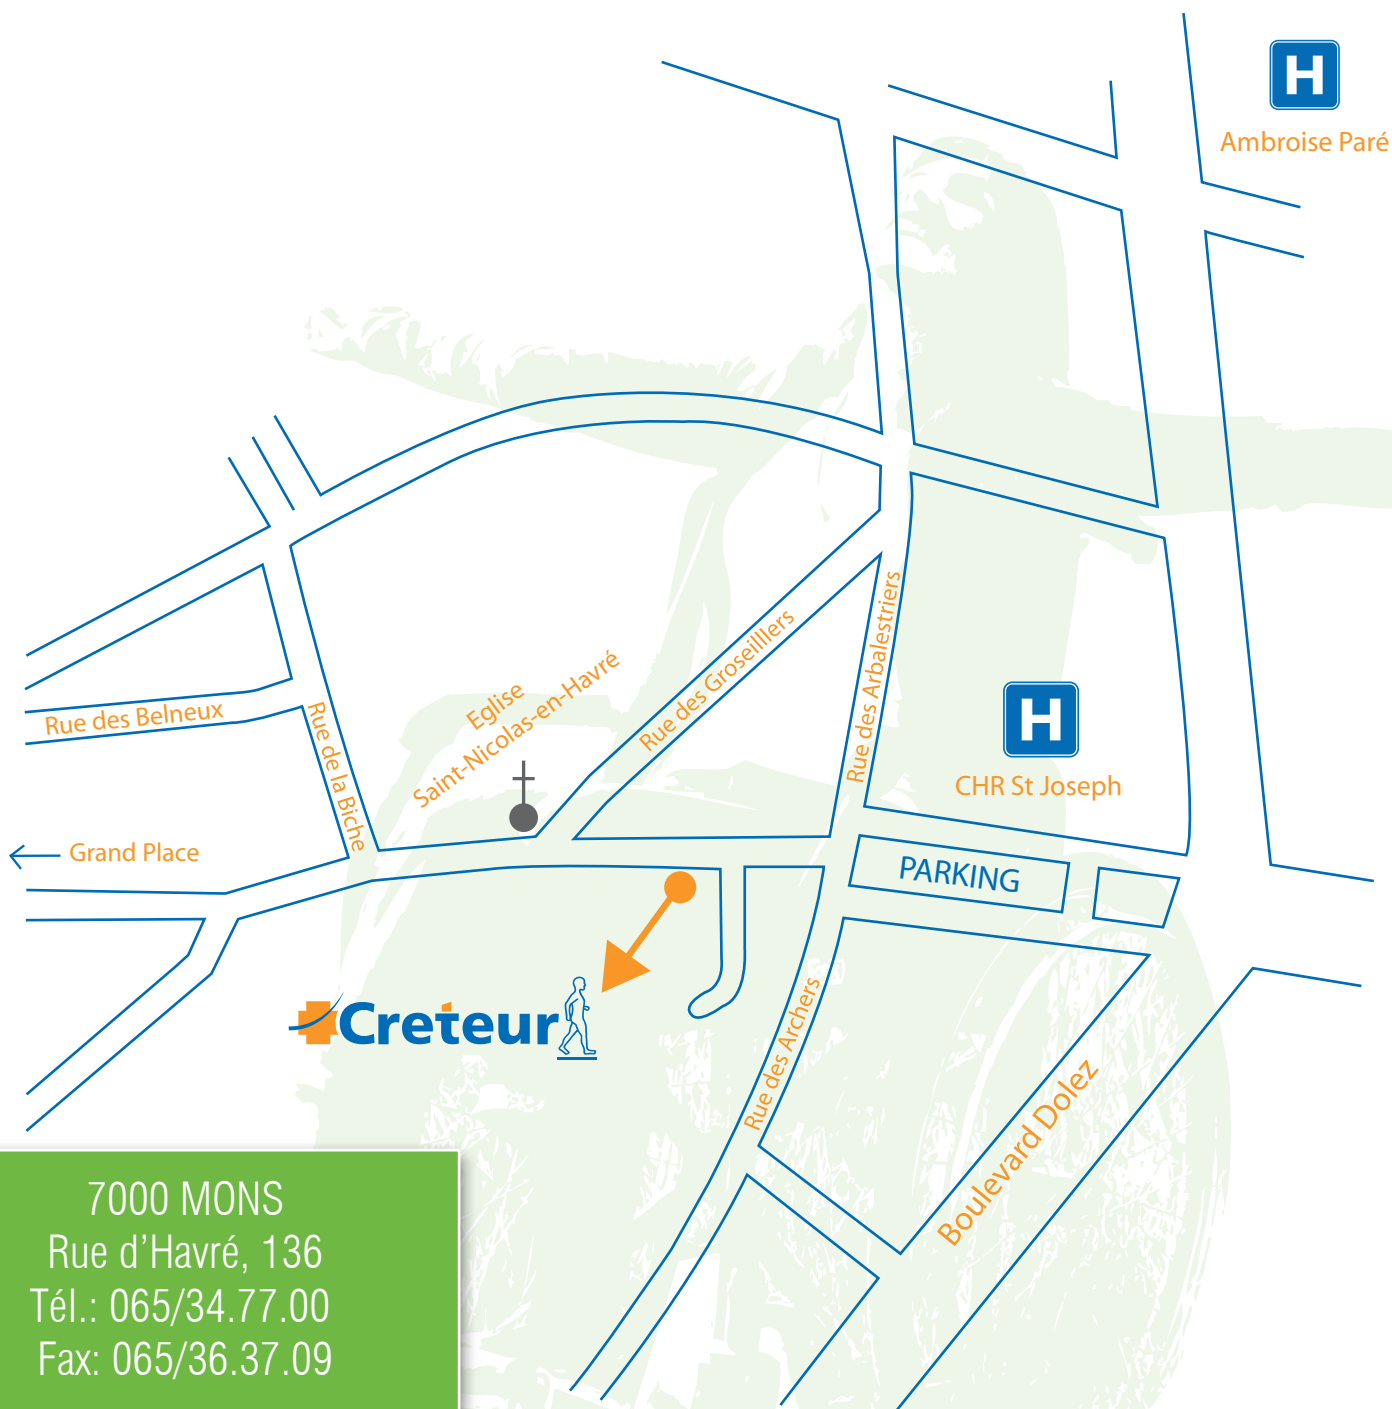 H
Ambroise Paré
Rue des Arbalestriers
Rue des Groseilllers
Eglise
Saint-Nicolas-en-Havré
Rue des Belneux
Rue de la Biche
H
CHR St Joseph
Grand Place
PARKING
Creteur
Rue des Archers
Boulevard Dolez
7000 MONS
Rue d'Havré, 136
Tél.: 065/34.77.00
Fax: 065/36.37.09